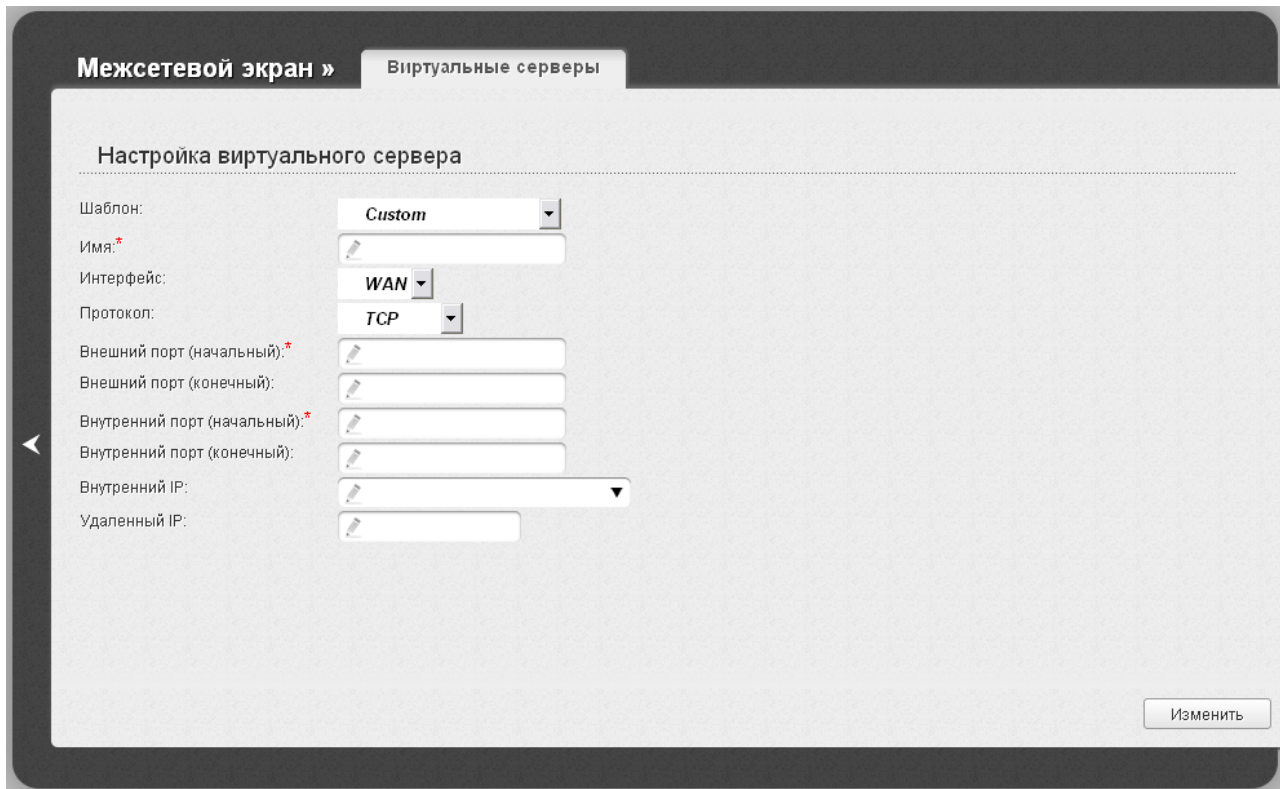 Межсетевой экран »
Виртуальные серверы
Настройка виртуального сервера
Шаблон:
Custom
Имя:*
Интерфейс:
WAN
Протокол:
TCP
Внешний порт (начальный):*
Внешний порт (конечный):
Внутренний порт (начальный):*
Внутренний порт (конечный):
Внутренний IP:
Удаленный IP:
Изменить